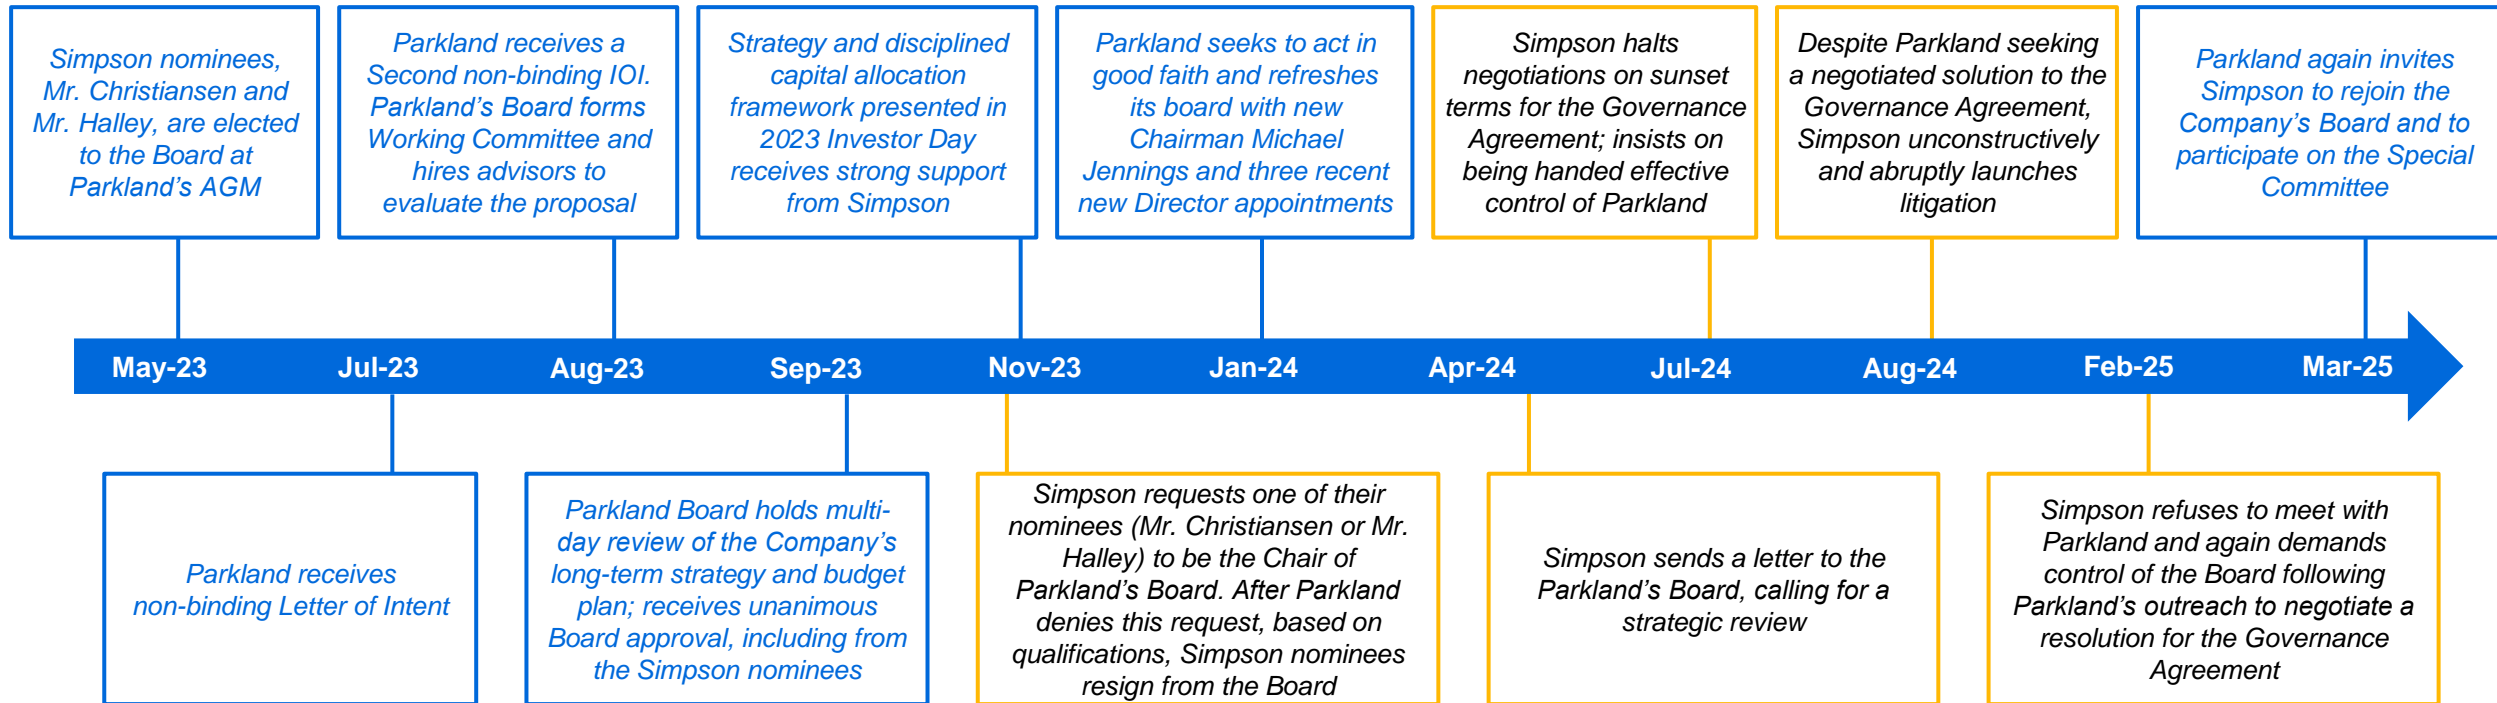 Simpson nominees,
Mr. Christiansen and
Mr. Halley, are elected
to the Board at
Parkland's AGM
Parkland receives a
Second non-binding IOI.
Parkland's Board forms
Working Committee and
hires advisors to
evaluate the proposal
Strategy and disciplined
capital allocation
framework presented in
2023 Investor Day
receives strong support
from Simpson
Parkland seeks to act in
good faith and refreshes
its board with new
Chairman Michael
Jennings and three recent
new Director appointments
Simpson halts
negotiations on sunset
terms for the Governance
Agreement; insists on
being handed effective
control of Parkland
Despite Parkland seeking
a negotiated solution to the
Governance Agreement,
Simpson unconstructively
and abruptly launches
litigation
Parkland again invites
Simpson to rejoin the
Company's Board and to
participate on the Special
Committee
May-23
Jul-23
Aug-23
Sep-23
Nov-23
Jan-24
Apr-24
Jul-24
Aug-24
Feb-25
Mar-25
Parkland receives
non-binding Letter of Intent
Parkland Board holds multi-
day review of the Company's
long-term strategy and budget
plan; receives unanimous
Board approval, including from
the Simpson nominees
Simpson requests one of their
nominees (Mr. Christiansen or Mr.
Halley) to be the Chair of
Parkland's Board. After Parkland
denies this request, based on
qualifications, Simpson nominees
resign from the Board
Simpson sends a letter to the
Parkland's Board, calling for a
strategic review
Simpson refuses to meet with
Parkland and again demands
control of the Board following
Parkland's outreach to negotiate a
resolution for the Governance
Agreement